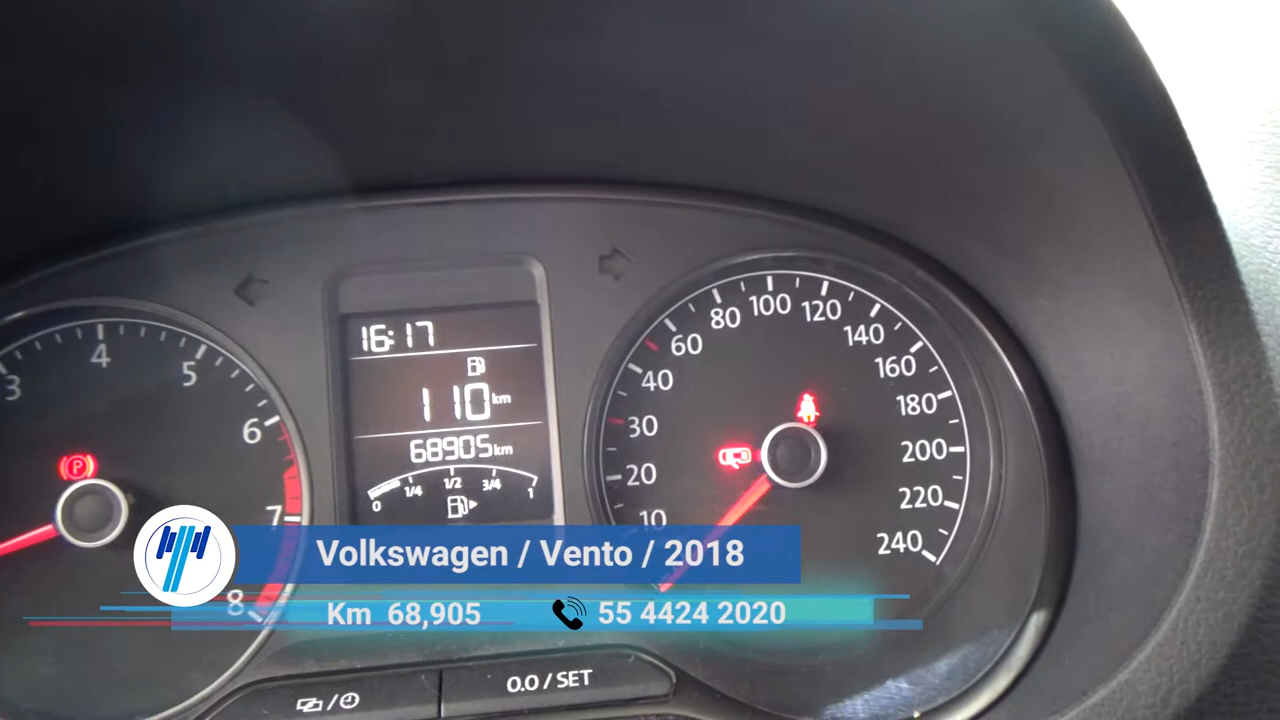 16:17
110 km
68905 km
0 1/4 1/2 3/4 1
3 4 5 6 7 8
P
10 20 30 40 60 80 100 120 140 160 180 200 220 240
Volkswagen / Vento / 2018
Km 68,905 55 4424 2020
0.0 / SET